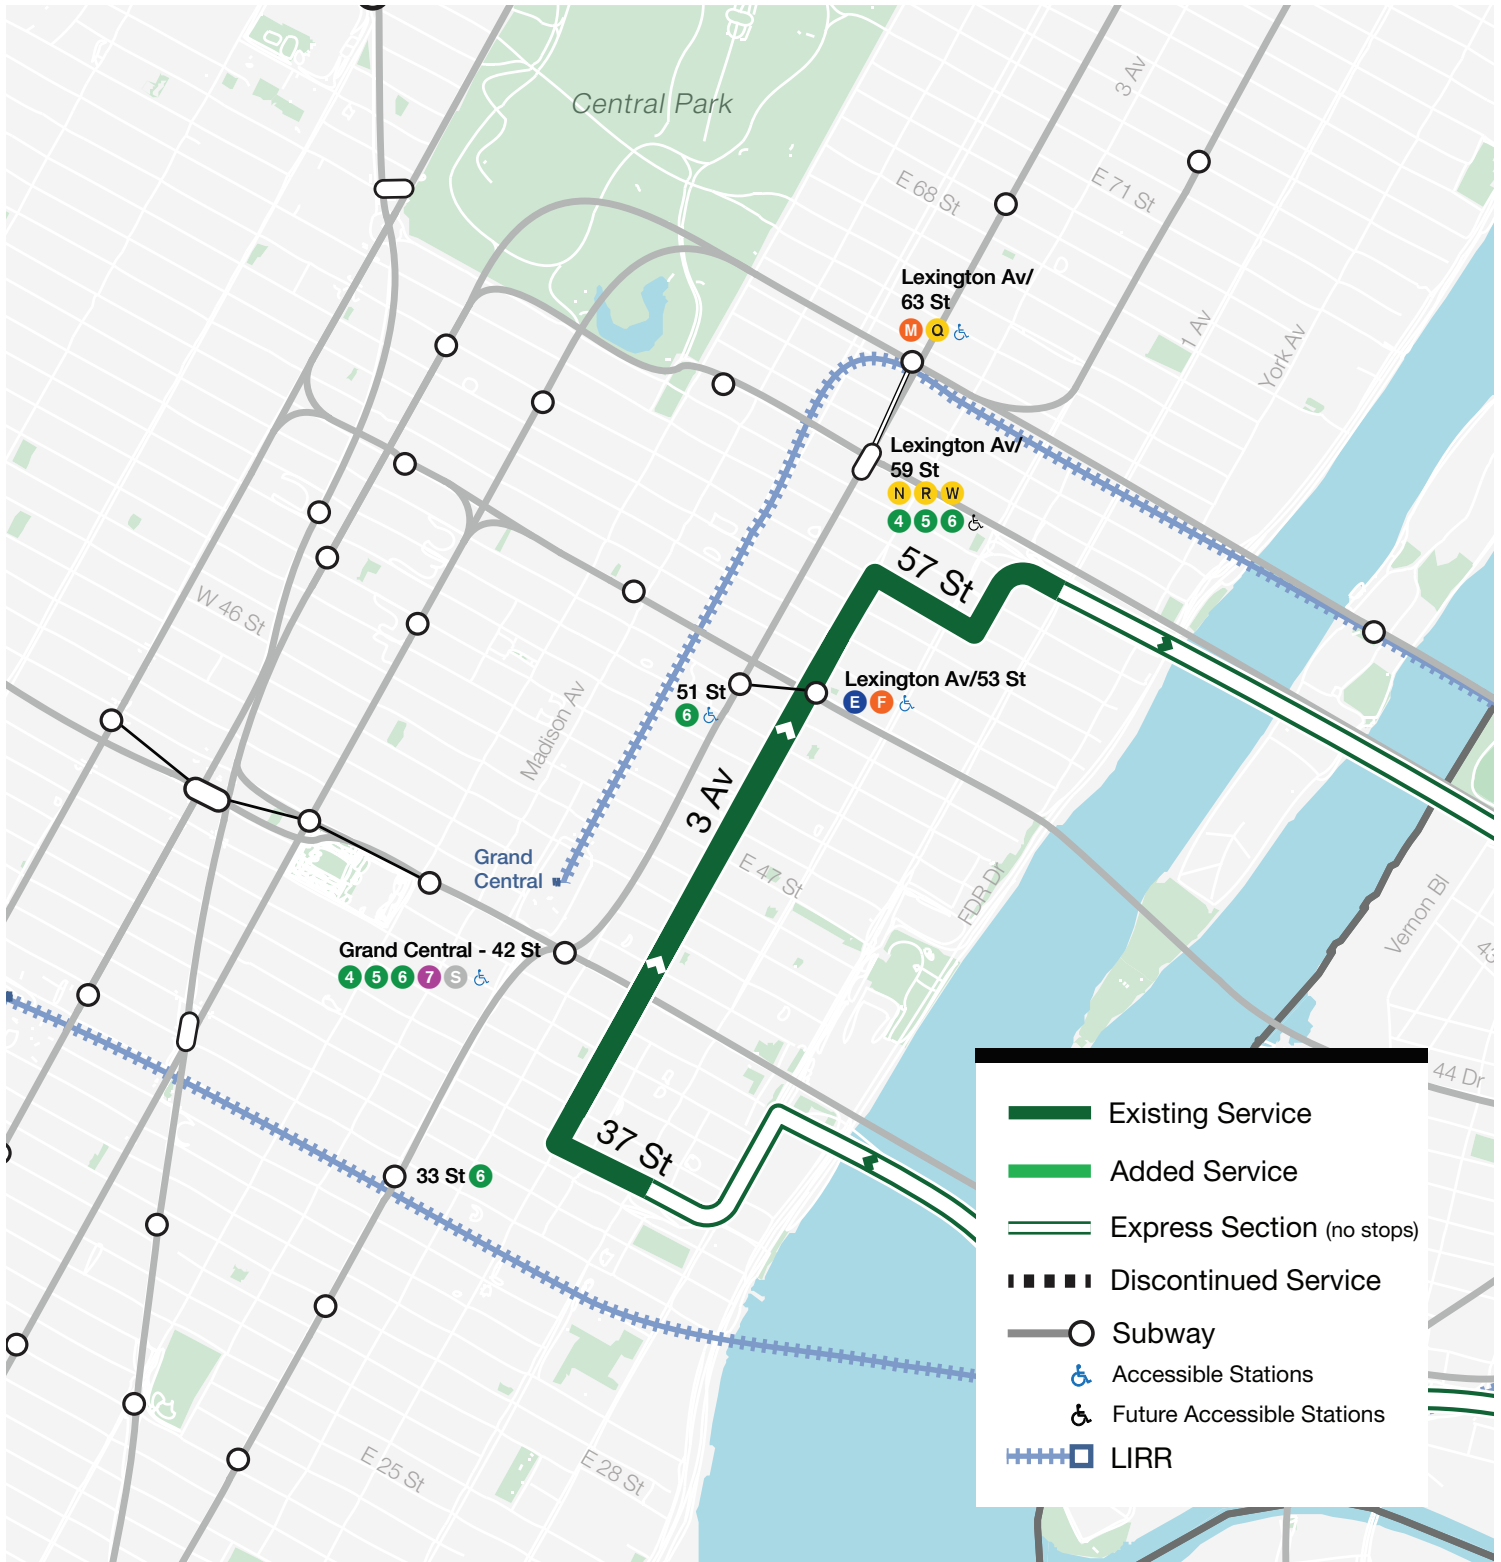 Central Park
3 Av
E 68 St
E 71 St
Lexington Av/
63 St
M Q
1 Av
York Av
Lexington Av/
59 St
N R W
4 5 6
57 St
W 46 St
Madison Av
51 St
6
Lexington Av/53 St
E F
3 Av
Grand
Central
E 47 St
FDR Dr
Vernon Bl
43
Grand Central - 42 St
4 5 6 7 S
44 Dr
37 St
33 St 6
E 25 St
E 28 St
Existing Service
Added Service
Express Section (no stops)
Discontinued Service
Subway
Accessible Stations
Future Accessible Stations
LIRR